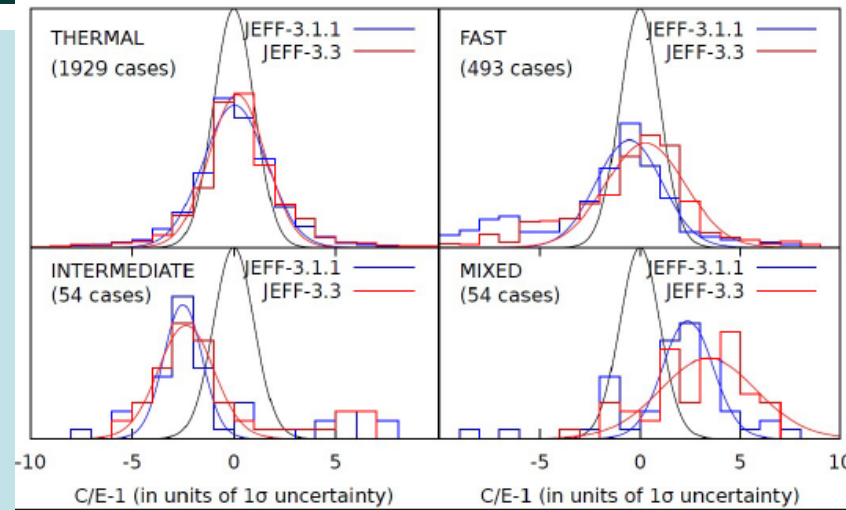 THERMAL
(1929 cases)
JEFF-3.1.1
JEFF-3.3
FAST
(493 cases)
JEFF-3.1.1
JEFF-3.3
INTERMEDIATE
(54 cases)
JEFF-3.1.1
JEFF-3.3
MIXED
(54 cases)
JEFF-3.1.1
JEFF-3.3
-10 -5 0 5
-5 0 5 10
C/E-1 (in units of 1σ uncertainty)
C/E-1 (in units of 1σ uncertainty)